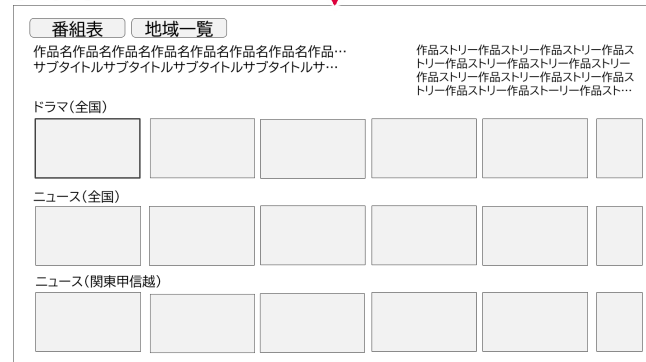 番組表
地域一覧
作品名作品名作品名作品名作品名作品名作品名作品…
サブタイトルサブタイトルサブタイトルサブタイトルサ…
作品ストリー作品ストリー作品ストリー作品ス
トリー作品ストリー作品ストリー作品ストリー
作品ストリー作品ストリー作品ストリー作品ス
トリー作品ストリー作品ストーリー作品スト…
ドラマ(全国)
ニュース(全国)
ニュース(関東甲信越)